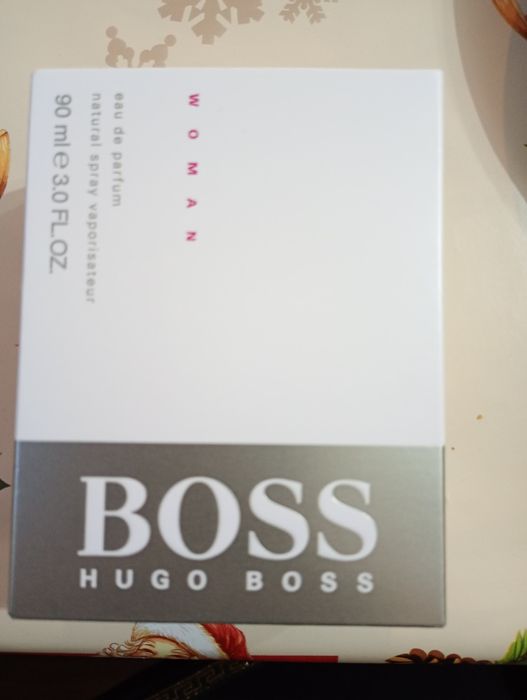 WOMAN
eau de parfum
natural spray vaporisateur
90 ml e 3.0 FL.OZ.
BOSS
HUGO BOSS